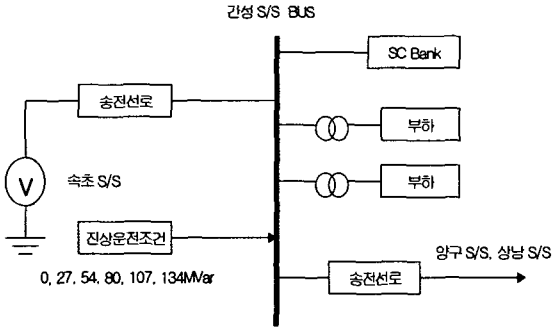 간성 S/S BUS
SC Bank
송전선로
부하
V
속초 S/S
부하
진상운전조건
0, 27, 54, 80, 107, 134MVar
양구 S/S, 상남 S/S
송전선로